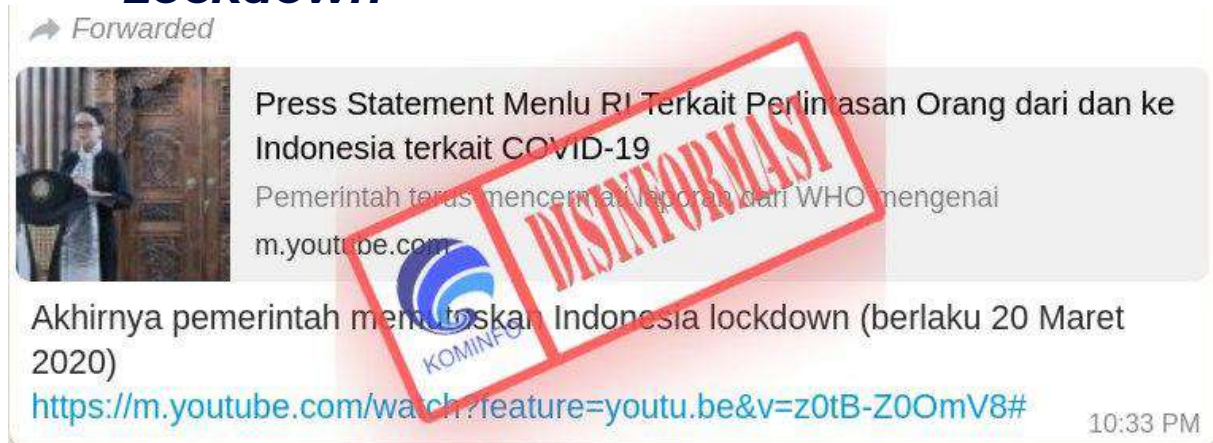 Lockdown
Forwarded
Press Statement Menlu RI Terkait Perlintasan Orang dari dan ke
Indonesia terkait COVID-19
Pemerintah terus mencermati laporan dari WHO mengenai
m.youtube.com
DISINFORMASI
KOMINFO
Akhirnya pemerintah memutoskan Indonesia lockdown (berlaku 20 Maret
2020)
https://m.youtube.com/watch?feature=youtu.be&v=z0tB-Z0OmV8#
10:33 PM